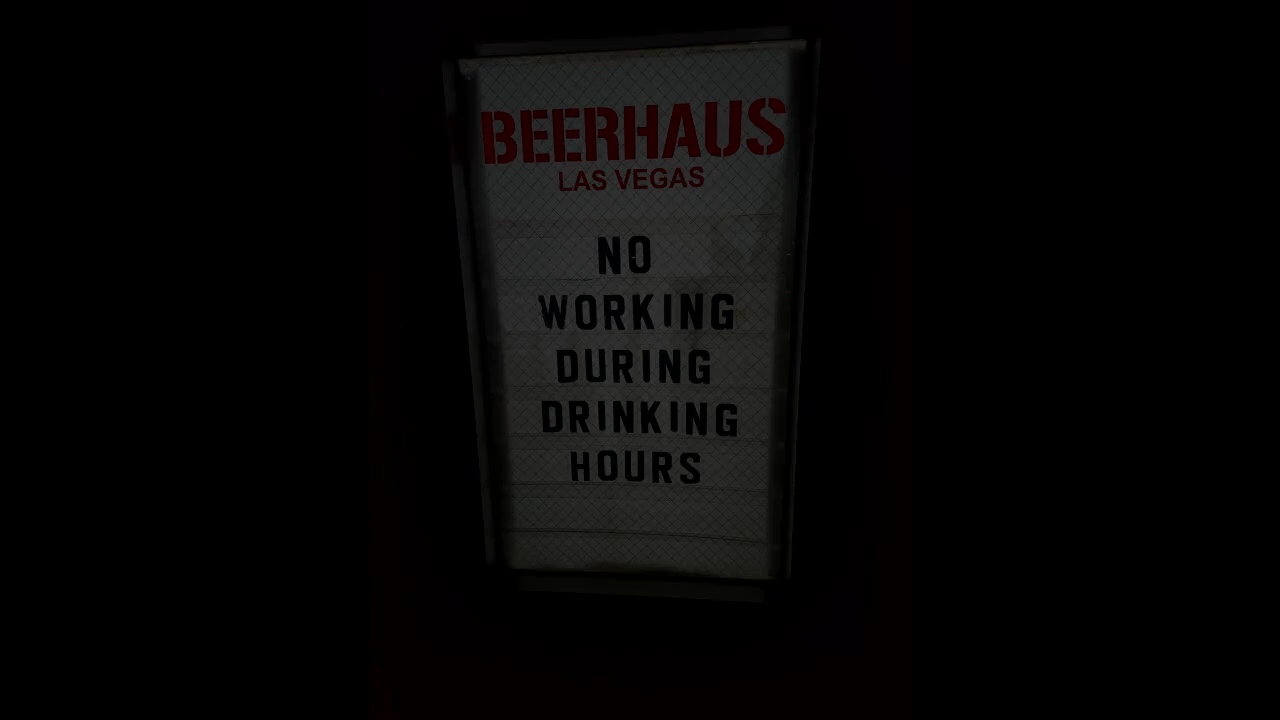 BEERHAUS
LAS VEGAS
NO
WORKING
DURING
DRINKING
HOURS